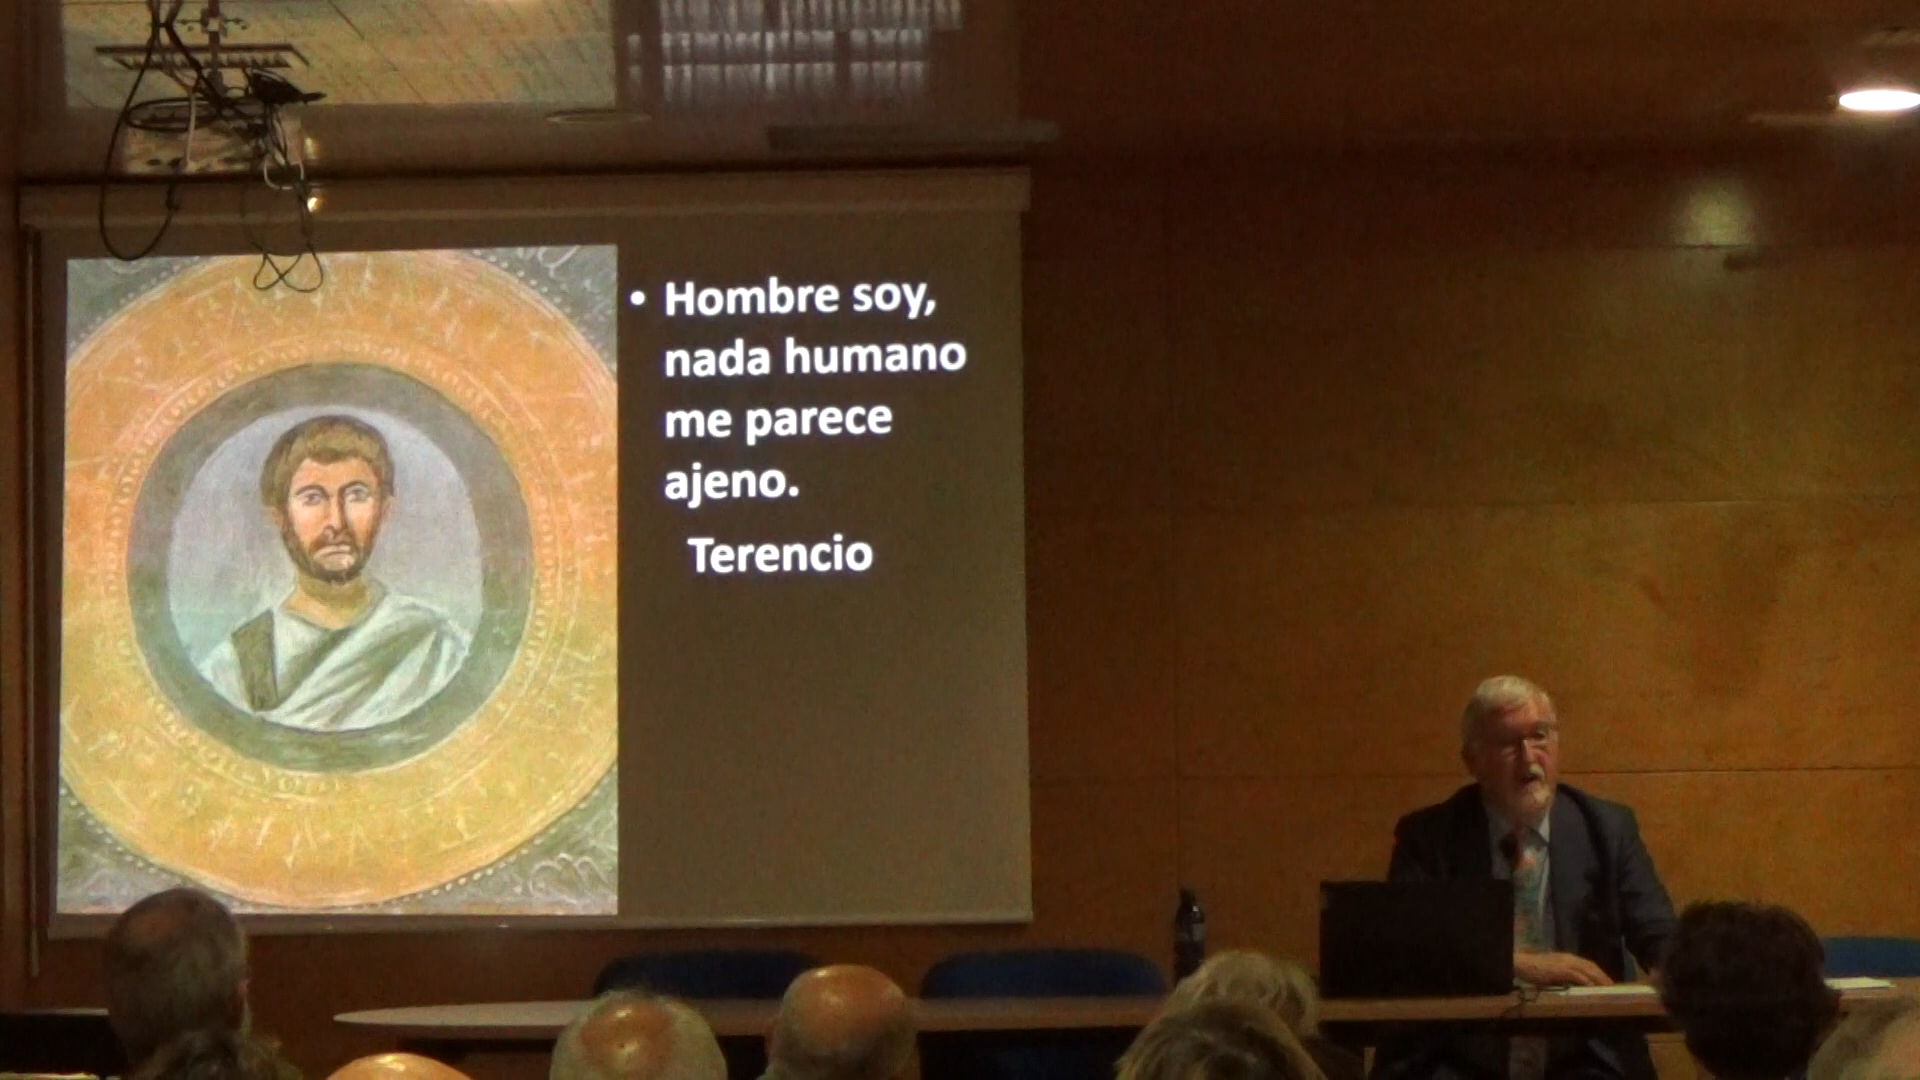 • Hombre soy,
nada humano
me parece
ajeno.
Terencio